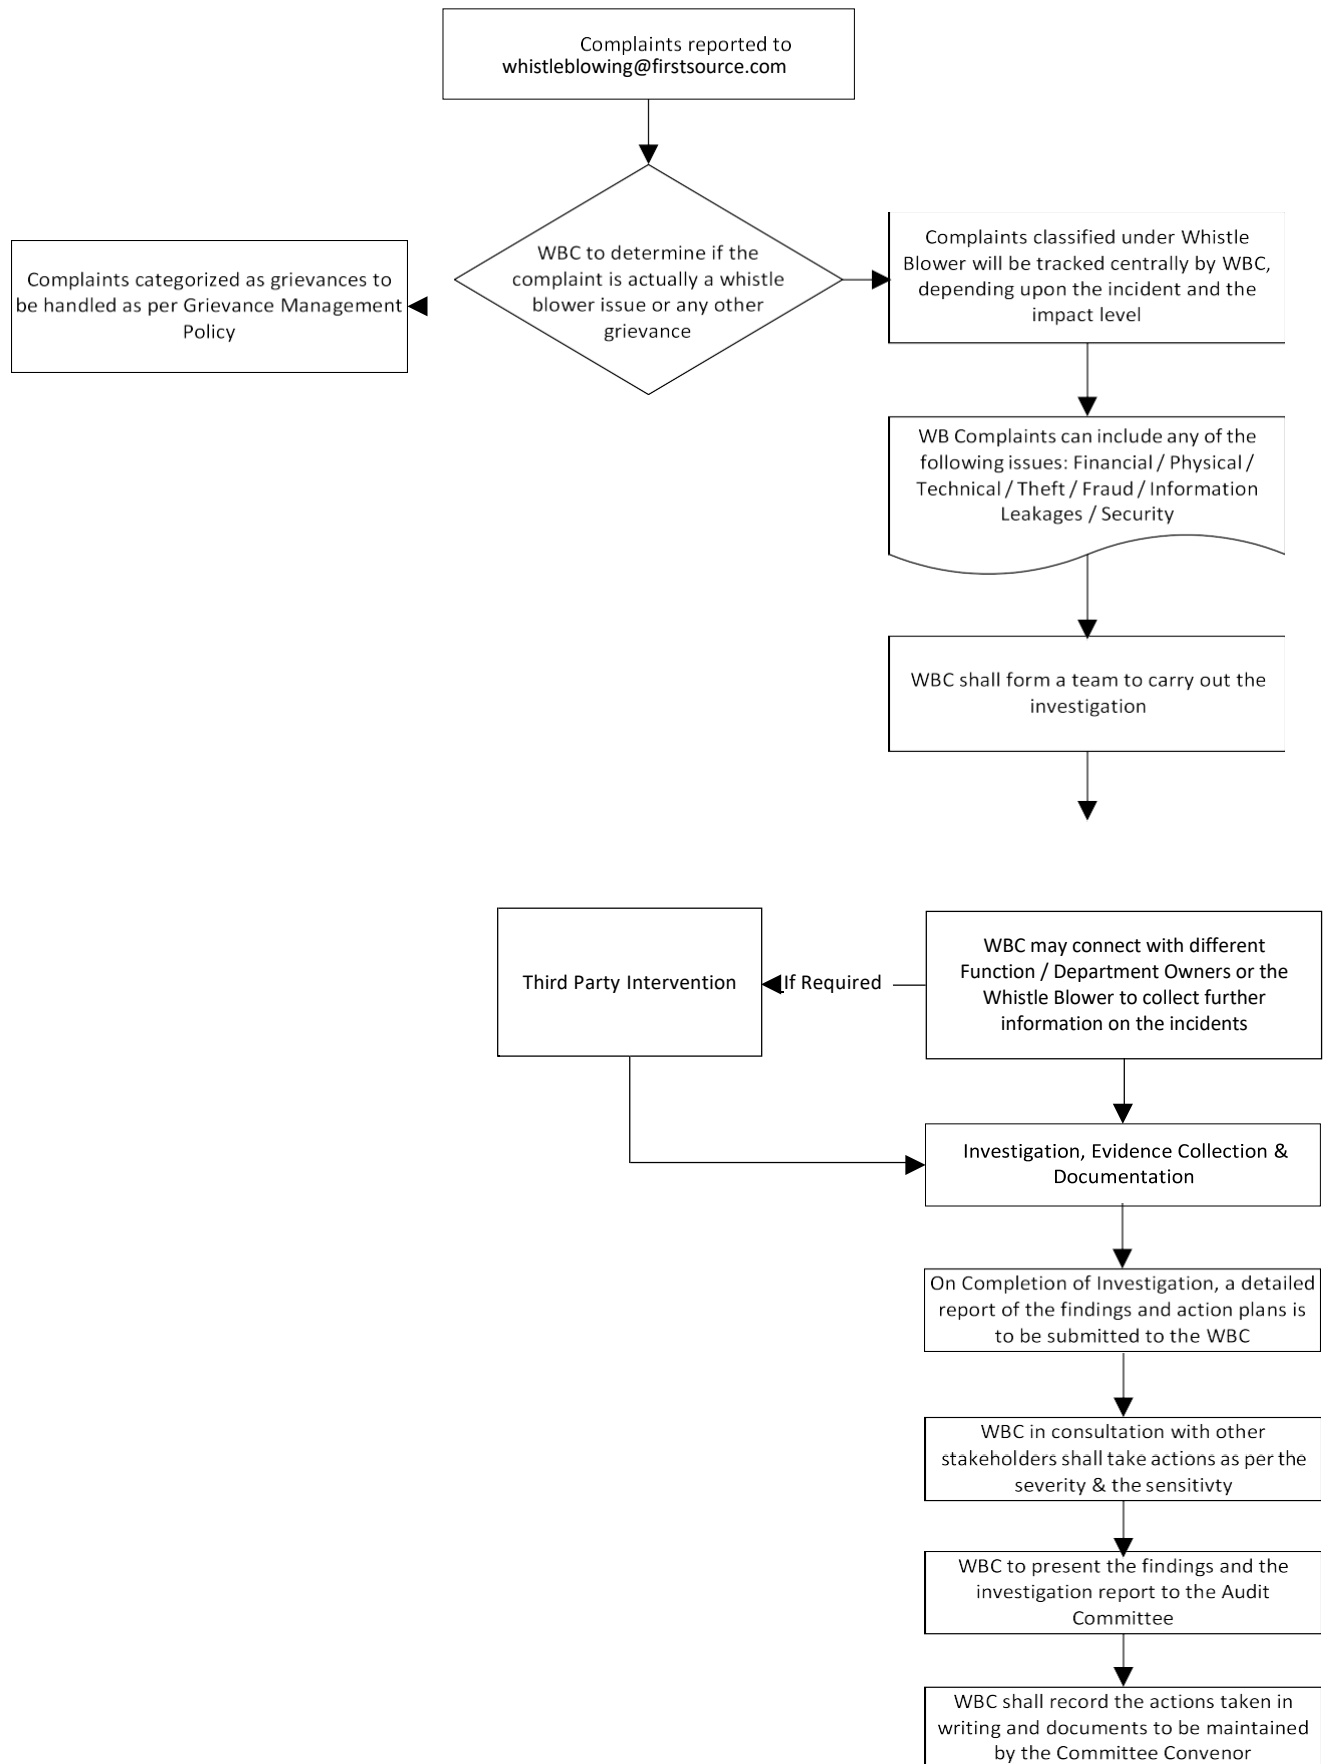 Complaints reported to
whistleblowing@firstsource.com
WBC to determine if the
complaint is actually a whistle
blower issue or any other
grievance
Complaints categorized as grievances to
be handled as per Grievance Management
Policy
Complaints classified under Whistle
Blower will be tracked centrally by WBC,
depending upon the incident and the
impact level
WB Complaints can include any of the
following issues: Financial / Physical /
Technical / Theft / Fraud / Information
Leakages / Security
WBC shall form a team to carry out the
investigation
WBC may connect with different
Function / Department Owners or the
Whistle Blower to collect further
information on the incidents
If Required
Third Party Intervention
Investigation, Evidence Collection &
Documentation
On Completion of Investigation, a detailed
report of the findings and action plans is
to be submitted to the WBC
WBC in consultation with other
stakeholders shall take actions as per the
severity & the sensitivty
WBC to present the findings and the
investigation report to the Audit
Committee
WBC shall record the actions taken in
writing and documents to be maintained
by the Committee Convenor